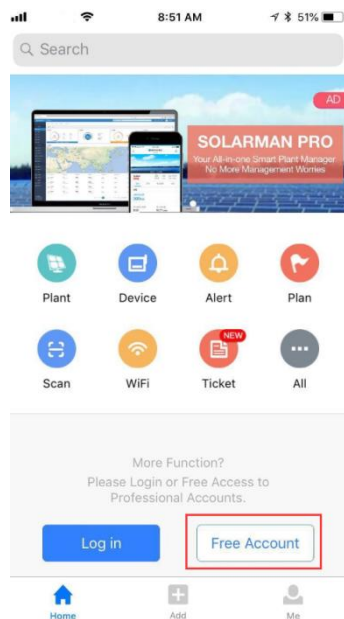 8:51 AM
51%
Search
AD
SOLARMAN PRO
Your All-in-one Smart Plant Manager
No More Management Worries
Plant Device Alert Plan
NEW
Scan WiFi Ticket All
More Function?
Please Login or Free Access to
Professional Accounts.
Log in Free Account
Home Add Me